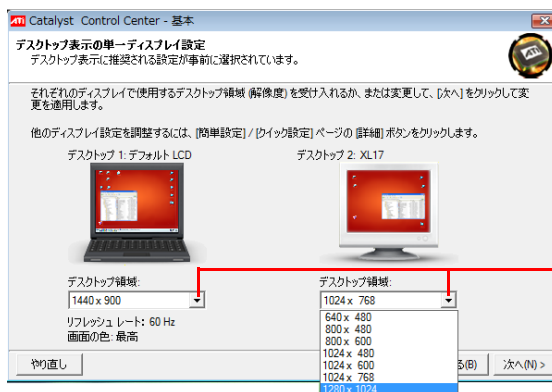 ATI Catalyst Control Center - 基本
デスクトップ表示の単一ディスプレイ設定
デスクトップ表示に推奨される設定が事前に選択されています。
それぞれのディスプレイで使用するデスクトップ領域 (解像度) を受け入れるか、または変更して、[次へ] をクリックして変
更を適用します。
他のディスプレイ設定を調整するには、[簡単設定] / [クイック設定] ページの [詳細] ボタンをクリックします。
デスクトップ 1: デフォルト LCD
デスクトップ 2: XL17
デスクトップ領域:
デスクトップ領域:
1440 x 900
1024 x 768
リフレッシュ レート: 60 Hz
画面の色: 最高
640 x 480
800 x 480
800 x 600
1024 x 480
1024 x 600
1024 x 768
1280 x 1024
やり直し
る(B)
次へ(N) >